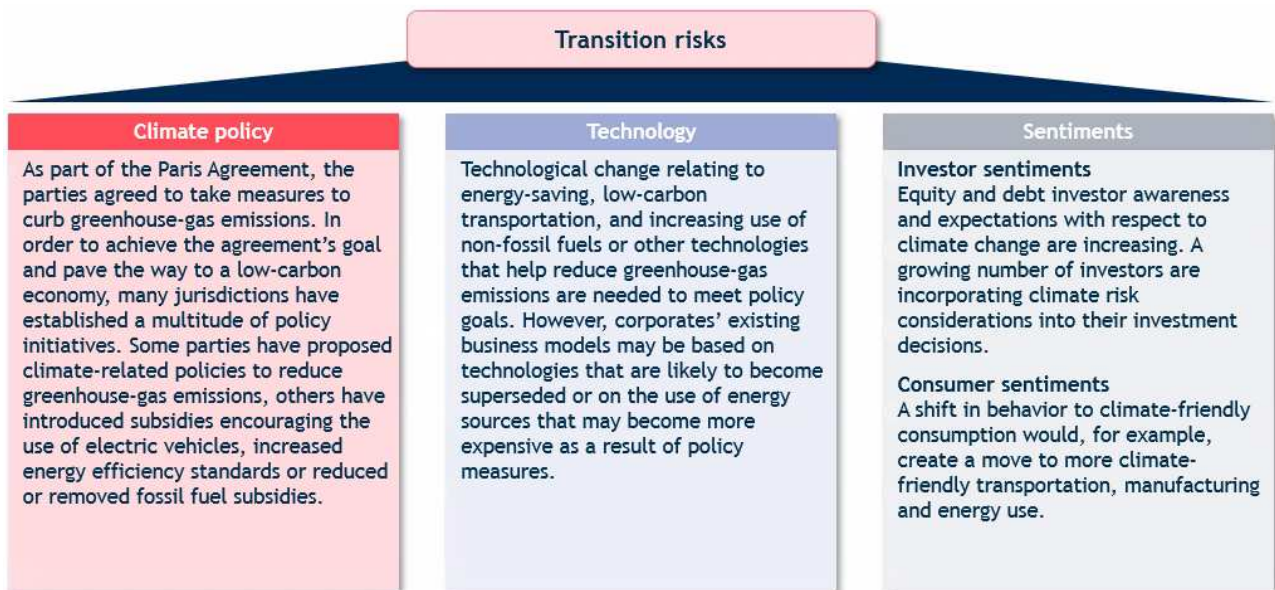 Transition risks
Climate policy
As part of the Paris Agreement, the
parties agreed to take measures to
curb greenhouse-gas emissions. In
order to achieve the agreement’s goal
and pave the way to a low-carbon
economy, many jurisdictions have
established a multitude of policy
initiatives. Some parties have proposed
climate-related policies to reduce
greenhouse-gas emissions, others have
introduced subsidies encouraging the
use of electric vehicles, increased
energy efficiency standards or reduced
or removed fossil fuel subsidies.
Technology
Technological change relating to
energy-saving, low-carbon
transportation, and increasing use of
non-fossil fuels or other technologies
that help reduce greenhouse-gas
emissions are needed to meet policy
goals. However, corporates’ existing
business models may be based on
technologies that are likely to become
superseded or on the use of energy
sources that may become more
expensive as a result of policy
measures.
Sentiments
Investor sentiments
Equity and debt investor awareness
and expectations with respect to
climate change are increasing. A
growing number of investors are
incorporating climate risk
considerations into their investment
decisions.
Consumer sentiments
A shift in behavior to climate-friendly
consumption would, for example,
create a move to more climate-
friendly transportation, manufacturing
and energy use.